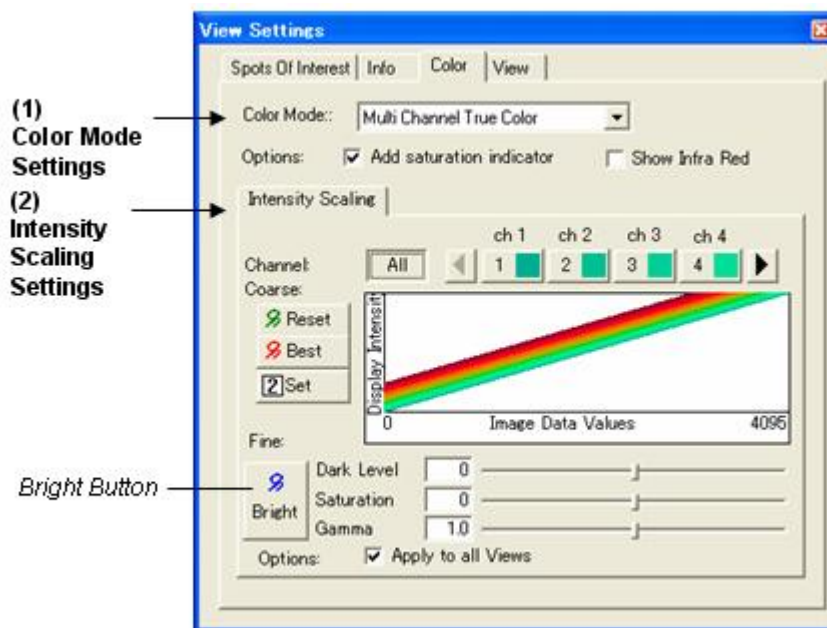 View Settings
Spots Of Interest Info Color View
(1)
Color Mode
Settings
Color Mode:: Multi Channel True Color
Options: Add saturation indicator Show Infra Red
(2)
Intensity
Scaling
Settings
Intensity Scaling
ch 1 ch 2 ch 3 ch 4
Channel: All 1 2 3 4
Coarse:
Reset
Best
2 Set
Display Intensit
0 Image Data Values 4095
Fine:
Bright Button
Bright
Dark Level 0
Saturation 0
Gamma 1.0
Options: Apply to all Views